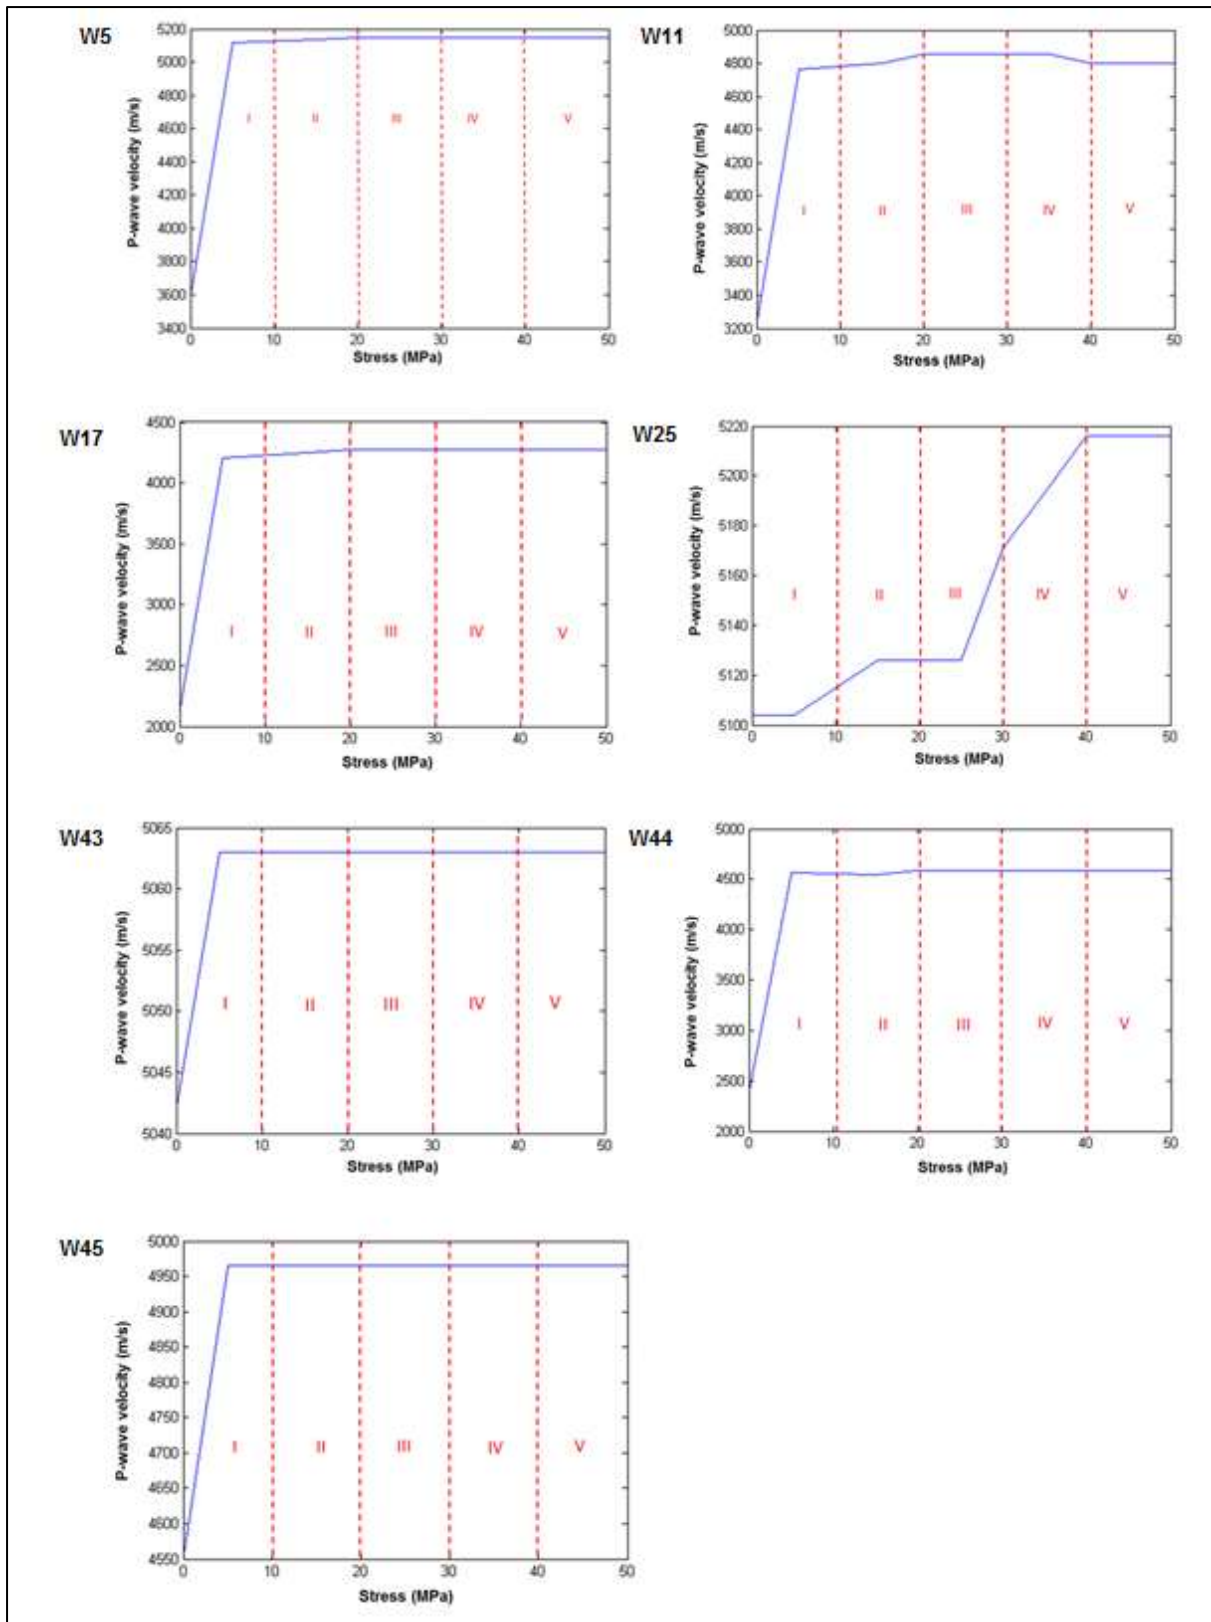 W5
P-wave velocity (m/s)
5200
5000
4800
4600
4400
4200
4000
3800
3600
3400
I II III IV V
0 10 20 30 40 50
Stress (MPa)
W11
P-wave velocity (m/s)
5000
4800
4600
4400
4200
4000
3800
3600
3400
3200
I II III IV V
0 10 20 30 40 50
Stress (MPa)
W17
P-wave velocity (m/s)
4500
4000
3500
3000
2500
2000
I II III IV V
0 10 20 30 40 50
Stress (MPa)
W25
P-wave velocity (m/s)
5220
5200
5180
5160
5140
5120
5100
I II III IV V
0 10 20 30 40 50
Stress (MPa)
W43
P-wave velocity (m/s)
5065
5060
5055
5050
5045
5040
I II III IV V
0 10 20 30 40 50
Stress (MPa)
W44
P-wave velocity (m/s)
5000
4500
4000
3500
3000
2500
2000
I II III IV V
0 10 20 30 40 50
Stress (MPa)
W45
P-wave velocity (m/s)
5000
4950
4900
4850
4800
4750
4700
4650
4600
4550
I II III IV V
0 10 20 30 40 50
Stress (MPa)